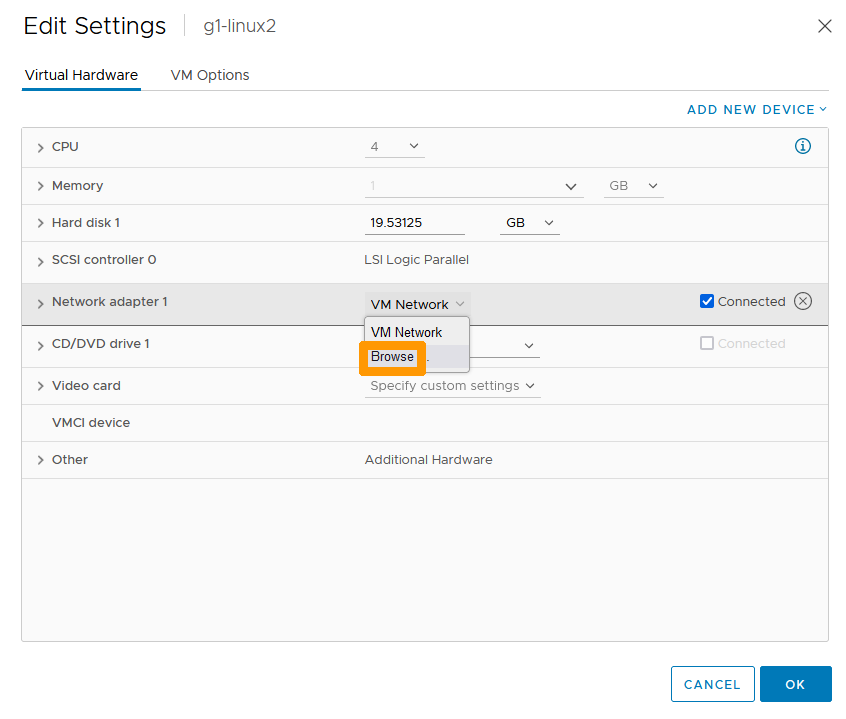 Edit Settings g1-linux2
Virtual Hardware VM Options
ADD NEW DEVICE
CPU 4
Memory 1 GB
Hard disk 1 19.53125 GB
SCSI controller 0 LSI Logic Parallel
Network adapter 1 VM Network Connected
VM Network
CD/DVD drive 1 Connected
Browse
Video card Specify custom settings
VMCI device
Other Additional Hardware
CANCEL OK